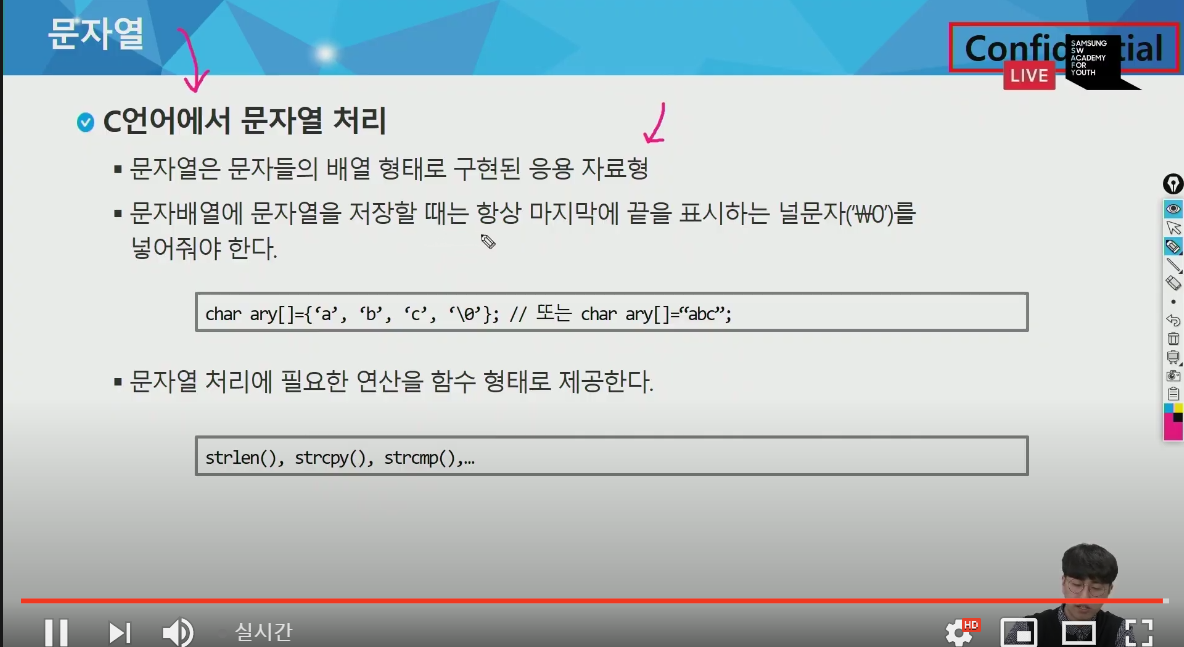 문자열
Confidential
SAMSUNG
SW
ACADEMY
FOR
YOUTH
LIVE
C언어에서 문자열 처리
▪ 문자열은 문자들의 배열 형태로 구현된 응용 자료형
▪ 문자배열에 문자열을 저장할 때는 항상 마지막에 끝을 표시하는 널문자(‘₩0’)를
넣어줘야 한다.
char ary[]={‘a’, ‘b’, ‘c’, ‘\0’}; // 또는 char ary[]=“abc”;
▪ 문자열 처리에 필요한 연산을 함수 형태로 제공한다.
strlen(), strcpy(), strcmp(),…
실시간
HD